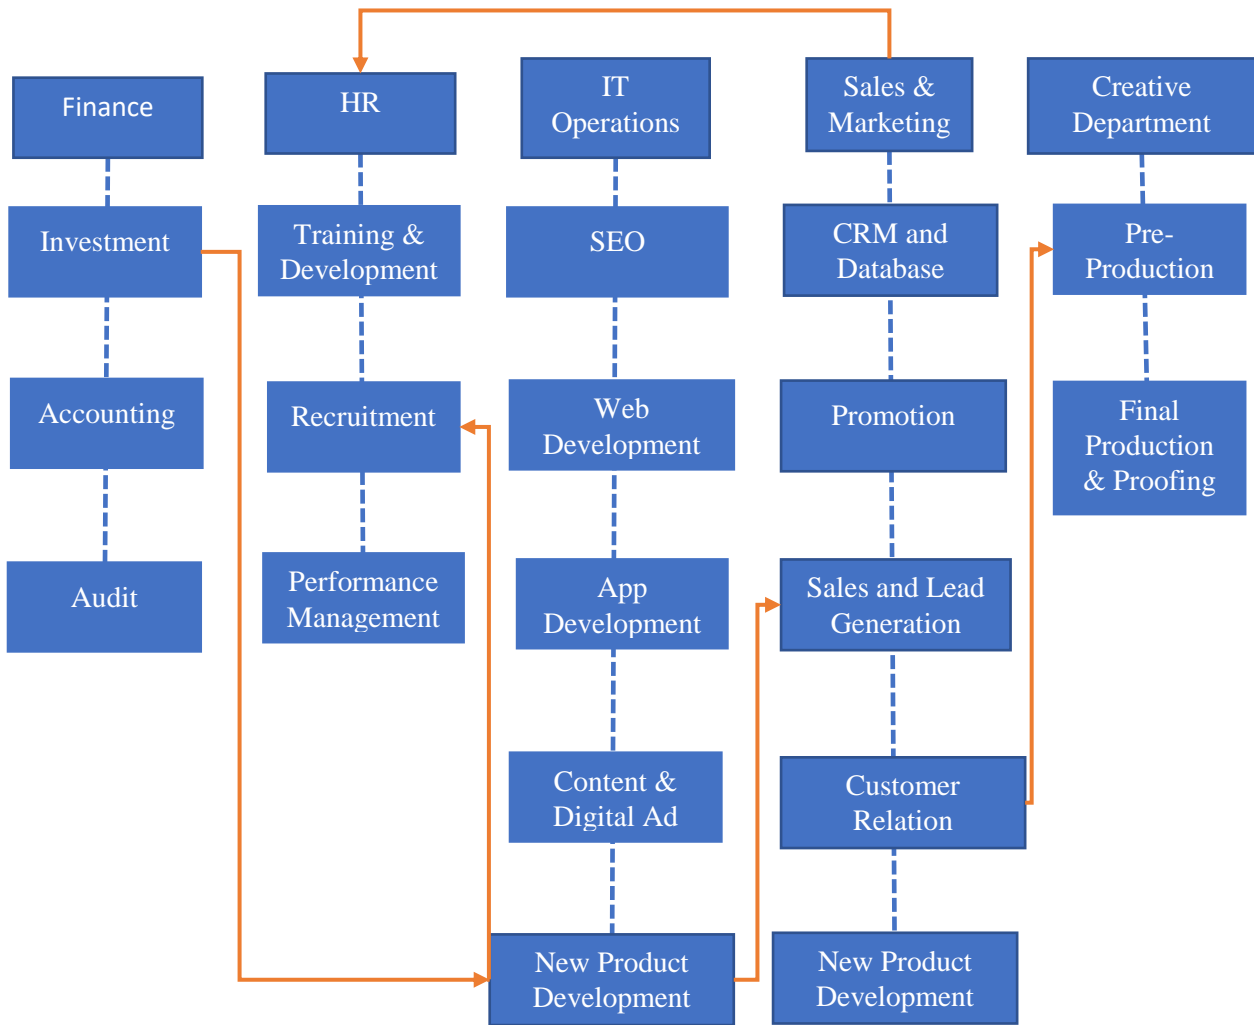 Finance
HR
IT
Operations
Sales &
Marketing
Creative
Department
Investment
Training &
Development
SEO
CRM and
Database
Pre-
Production
Accounting
Recruitment
Web
Development
Promotion
Final
Production
& Proofing
Audit
Performance
Management
App
Development
Sales and Lead
Generation
Content &
Digital Ad
Customer
Relation
New Product
Development
New Product
Development